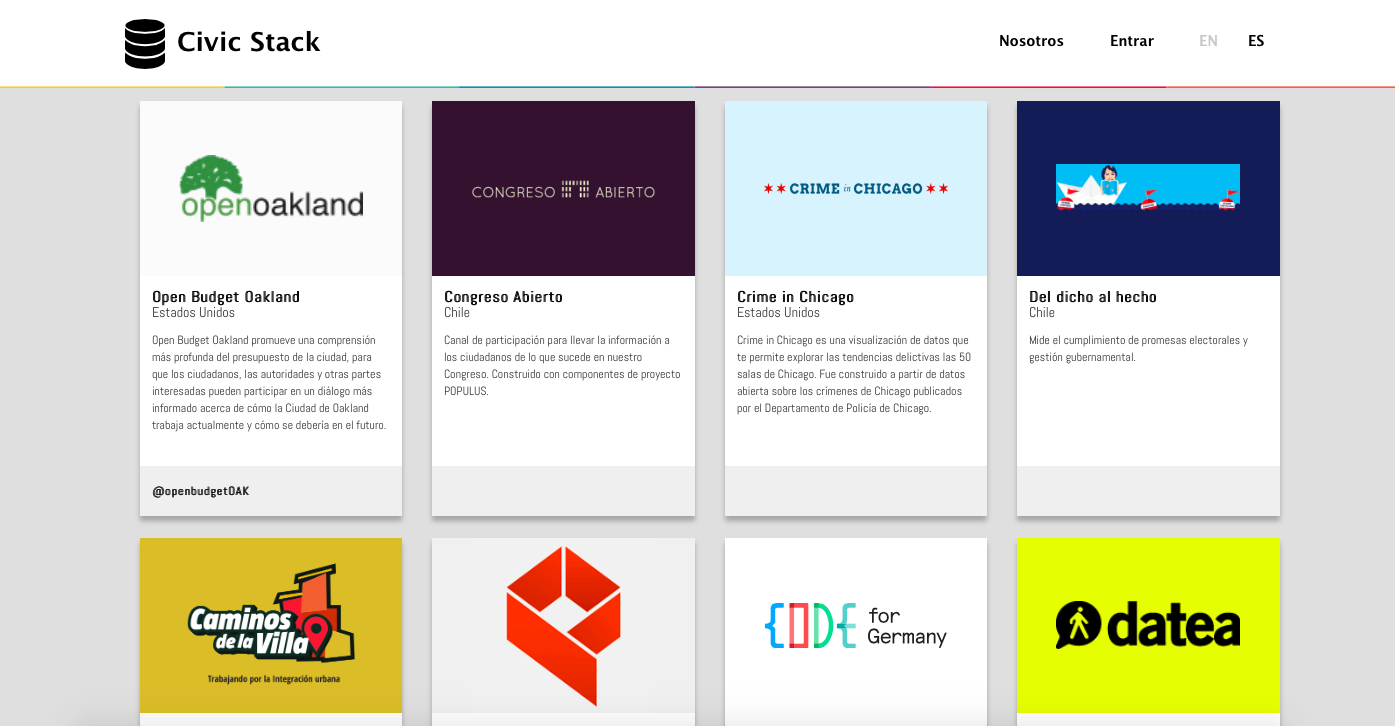 Civic Stack
Nosotros
Entrar
EN
ES
openoakland
CONGRESO ABIERTO
CRIME in CHICAGO
Open Budget Oakland
Estados Unidos
Open Budget Oakland promueve una comprensión
más profunda del presupuesto de la ciudad, para
que los ciudadanos, las autoridades y otras partes
interesadas pueden participar en un diálogo más
informado acerca de cómo la Ciudad de Oakland
trabaja actualmente y cómo se debería en el futuro.
@openbudgetOAK
Congreso Abierto
Chile
Canal de participación para llevar la información a
los ciudadanos de lo que sucede en nuestro
Congreso. Construido con componentes de proyecto
POPULUS.
Crime in Chicago
Estados Unidos
Crime in Chicago es una visualización de datos que
te permite explorar las tendencias delictivas las 50
salas de Chicago. Fue construido a partir de datos
abierta sobre los crímenes de Chicago publicados
por el Departamento de Policía de Chicago.
Del dicho al hecho
Chile
Mide el cumplimiento de promesas electorales y
gestión gubernamental.
Caminos
de la Villa
Trabajando por la Integración urbana
{CODE for
Germany
datea